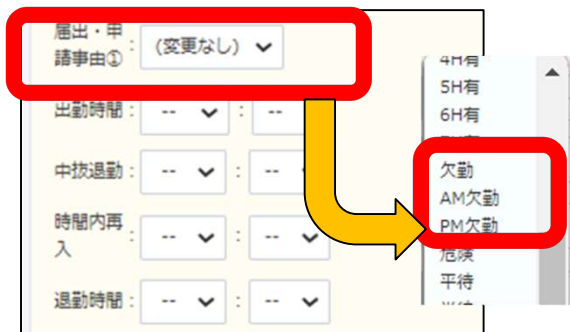 届出・申
請事由① : (変更なし)
出勤時間 : -- : --
中抜退勤 : -- : --
時間内再
入 : -- : --
退勤時間 : -- : --
4H有
5H有
6H有
欠勤
AM欠勤
PM欠勤
危険
平待